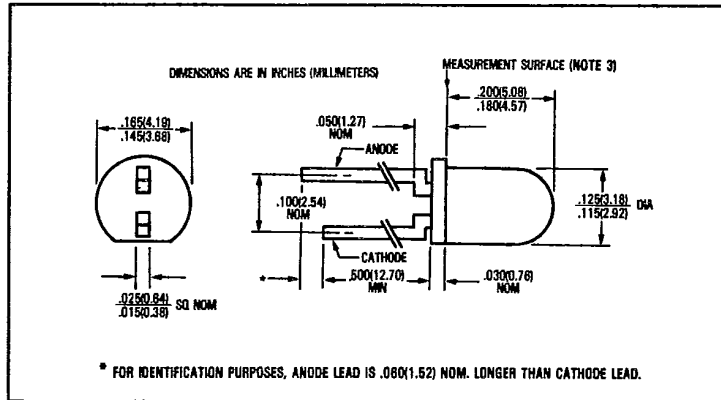 DIMENSIONS ARE IN INCHES (MILLIMETERS)
MEASUREMENT SURFACE (NOTE 3)
.200(5.08)
.180(4.57)
.165(4.19)
.145(3.68)
.050(1.27)
NOM
ANODE
.100(2.54)
NOM
.125(3.18)
.115(2.92)
DIA
CATHODE
*
.500(12.70)
MIN
.030(0.76)
NOM
.025(0.64)
.015(0.38)
SQ NOM
* FOR IDENTIFICATION PURPOSES, ANODE LEAD IS .060(1.52) NOM. LONGER THAN CATHODE LEAD.